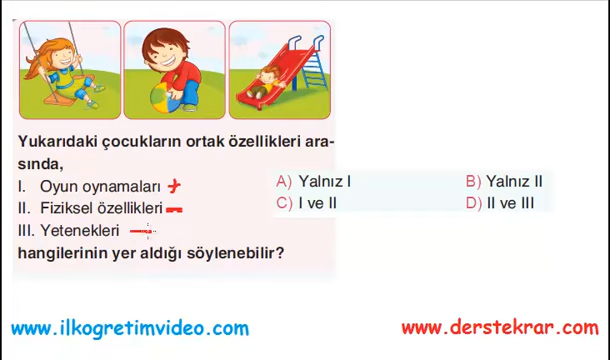 Yukarıdaki çocukların ortak özellikleri ara-
sında,
I. Oyun oynamaları
II. Fiziksel özellikleri
III. Yetenekleri
hangilerinin yer aldığı söylenebilir?
A) Yalnız I
B) Yalnız II
C) I ve II
D) II ve III
www.ilkogretimvideo.com
www.derstekrar.com